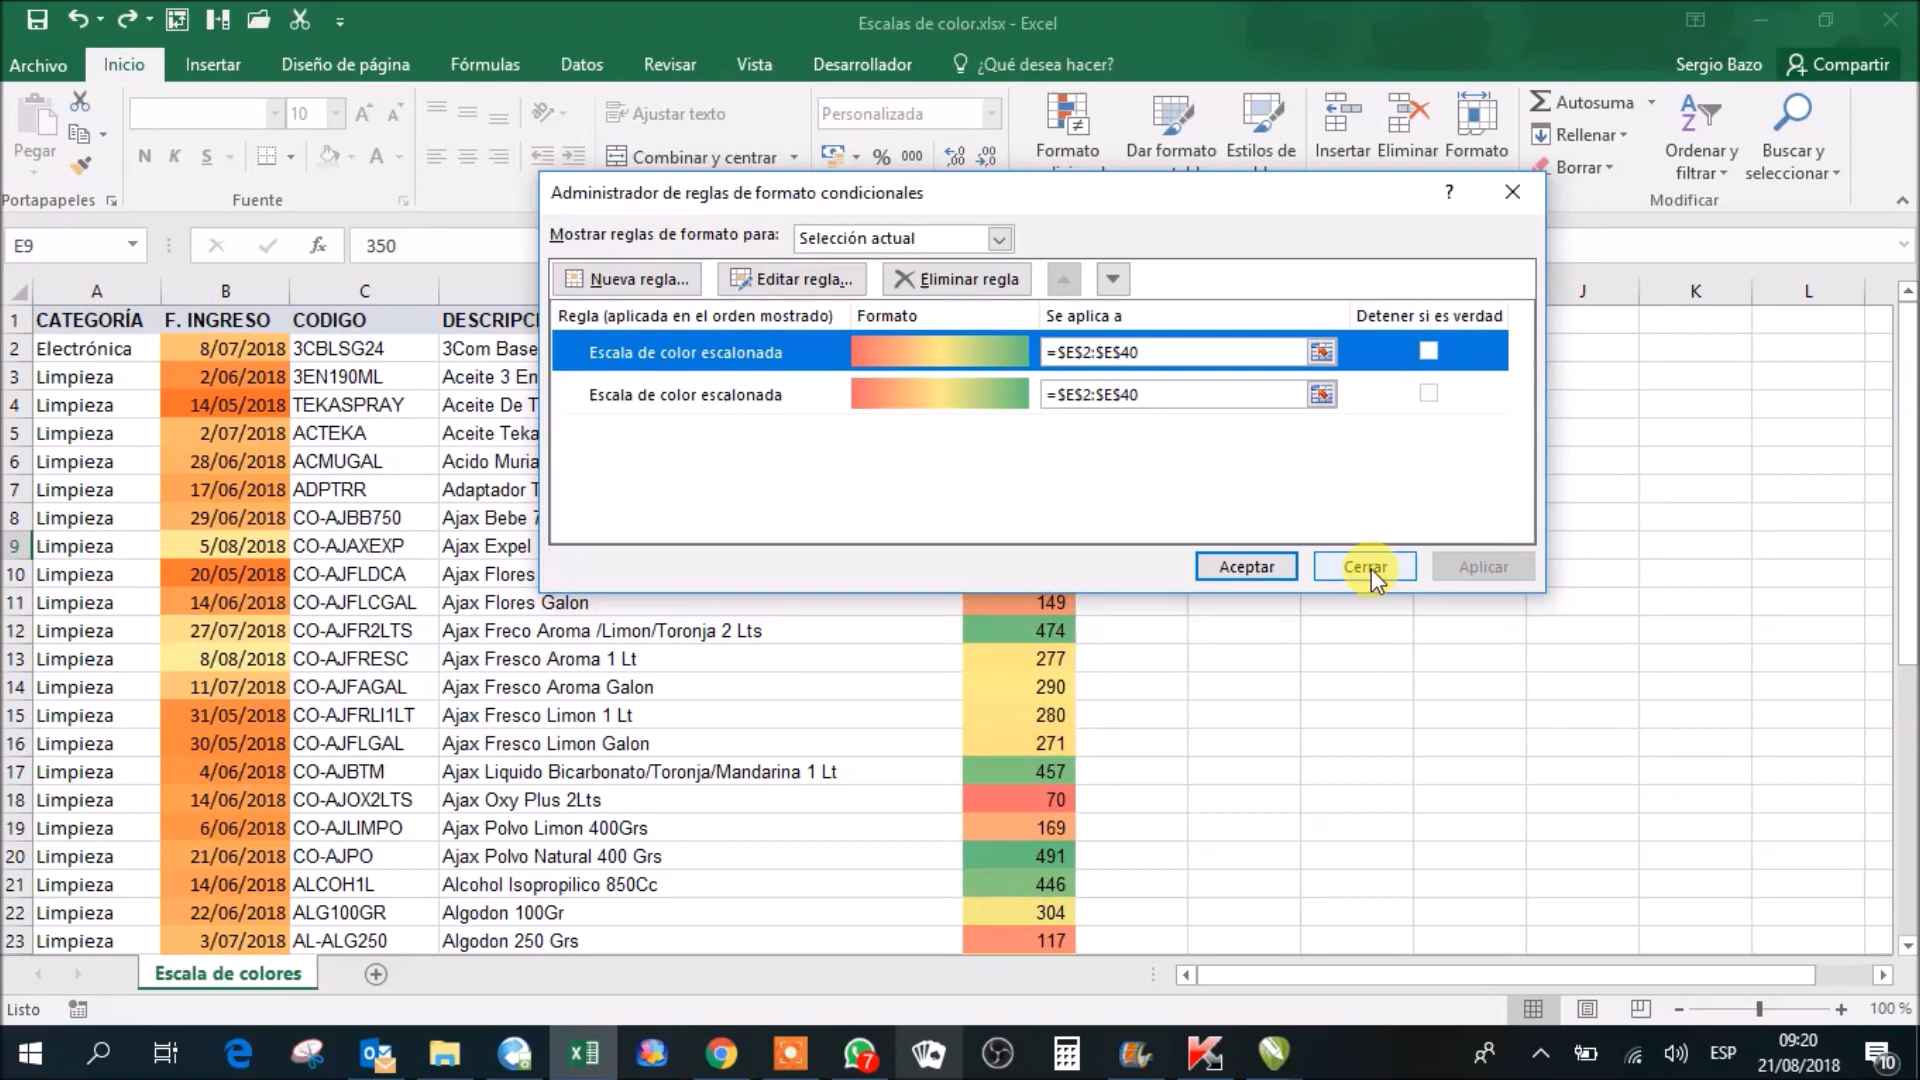 Escalas de color.xlsx - Excel
Archivo Inicio Insertar Diseño de página Fórmulas Datos Revisar Vista Desarrollador ¿Qué desea hacer? Sergio Bazo Compartir
Pegar
Portapapeles
10
N K S
Fuente
Ajustar texto
Combinar y centrar
Personalizada
% 000
Formato
Dar formato
Estilos de
Insertar Eliminar Formato
Autosuma
Rellenar
Borrar
Ordenar y
filtrar
Buscar y
seleccionar
Modificar
E9 fx 350
Administrador de reglas de formato condicionales ?
Mostrar reglas de formato para: Selección actual
Nueva regla... Editar regla... Eliminar regla
Regla (aplicada en el orden mostrado) Formato Se aplica a Detener si es verdad
Escala de color escalonada =$E$2:$E$40
Escala de color escalonada =$E$2:$E$40
Aceptar Cerrar Aplicar
A B C J K L
1 CATEGORÍA F. INGRESO CODIGO DESCRIPC
2 Electrónica 8/07/2018 3CBLSG24 3Com Base
3 Limpieza 2/06/2018 3EN190ML Aceite 3 En
4 Limpieza 14/05/2018 TEKASPRAY Aceite De T
5 Limpieza 2/07/2018 ACTEKA Aceite Teka
6 Limpieza 28/06/2018 ACMUGAL Acido Muria
7 Limpieza 17/06/2018 ADPTRR Adaptador T
8 Limpieza 29/06/2018 CO-AJBB750 Ajax Bebe 7
9 Limpieza 5/08/2018 CO-AJAXEXP Ajax Expel
10 Limpieza 20/05/2018 CO-AJFLDCA Ajax Flores
11 Limpieza 14/06/2018 CO-AJFLCGAL Ajax Flores Galon 149
12 Limpieza 27/07/2018 CO-AJFR2LTS Ajax Freco Aroma /Limon/Toronja 2 Lts 474
13 Limpieza 8/08/2018 CO-AJFRESC Ajax Fresco Aroma 1 Lt 277
14 Limpieza 11/07/2018 CO-AJFAGAL Ajax Fresco Aroma Galon 290
15 Limpieza 31/05/2018 CO-AJFRLI1LT Ajax Fresco Limon 1 Lt 280
16 Limpieza 30/05/2018 CO-AJFLGAL Ajax Fresco Limon Galon 271
17 Limpieza 4/06/2018 CO-AJBTM Ajax Liquido Bicarbonato/Toronja/Mandarina 1 Lt 457
18 Limpieza 14/06/2018 CO-AJOX2LTS Ajax Oxy Plus 2Lts 70
19 Limpieza 6/06/2018 CO-AJLIMPO Ajax Polvo Limon 400Grs 169
20 Limpieza 21/06/2018 CO-AJPO Ajax Polvo Natural 400 Grs 491
21 Limpieza 14/06/2018 ALCOH1L Alcohol Isopropilico 850Cc 446
22 Limpieza 22/06/2018 ALG100GR Algodon 100Gr 304
23 Limpieza 3/07/2018 AL-ALG250 Algodon 250 Grs 117
Escala de colores
Listo 100 %
7 ESP 09:20
21/08/2018 10